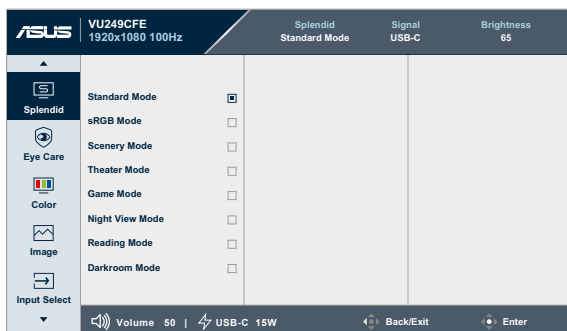 ASUS
VU249CFE
1920x1080 100Hz
Splendid
Standard Mode
Signal
USB-C
Brightness
65
Splendid
Eye Care
Color
Image
Input Select
Standard Mode
sRGB Mode
Scenery Mode
Theater Mode
Game Mode
Night View Mode
Reading Mode
Darkroom Mode
Volume 50 | USB-C 15W
Back/Exit
Enter